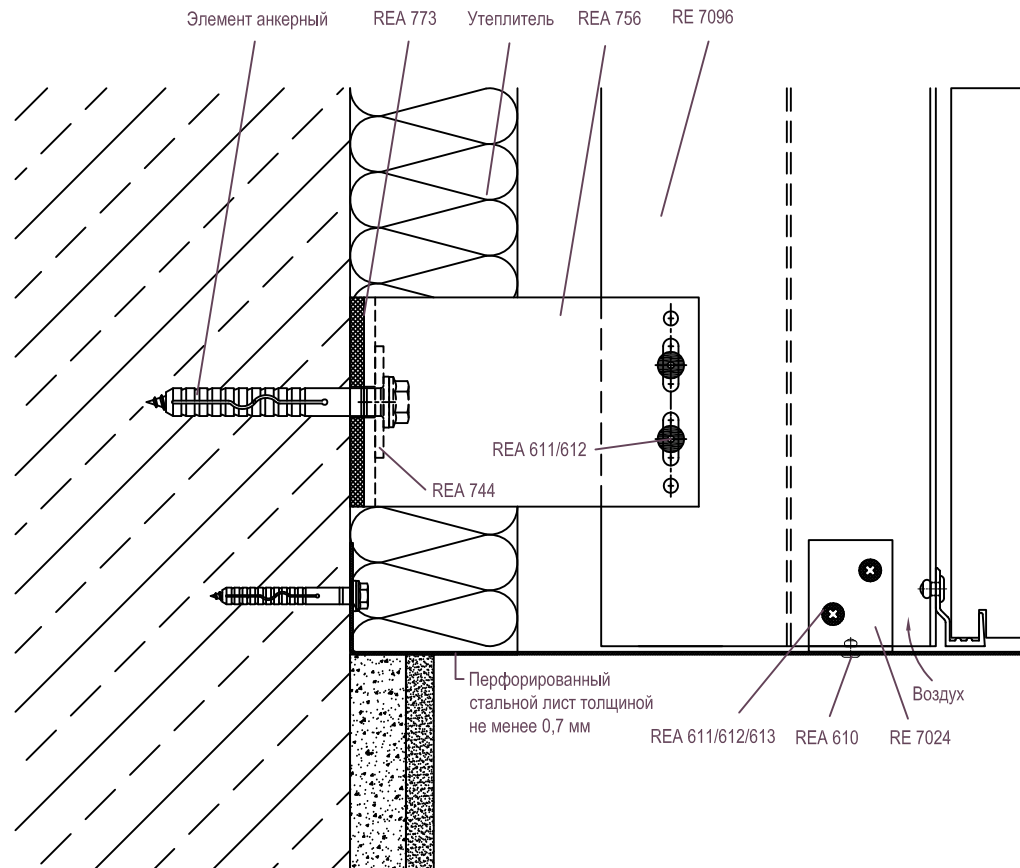 Элемент анкерный
REA 773
Утеплитель
REA 756
RE 7096
REA 611/612
REA 744
Перфорированный
стальной лист толщиной
не менее 0,7 мм
Воздух
REA 611/612/613
REA 610
RE 7024